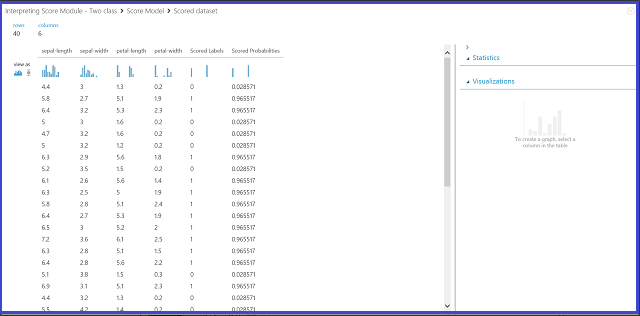 Interpreting Score Module - Two class > Score Model > Scored dataset
rows columns
40 6
sepal-length sepal-width petal-length petal-width Scored Labels Scored Probabilities
view as
4.4 3 1.3 0.2 0 0.028571
5.8 2.7 5.1 1.9 1 0.965517
6.4 3.2 5.3 2.3 1 0.965517
5 3 1.6 0.2 0 0.028571
4.7 3.2 1.6 0.2 0 0.028571
5 3.2 1.2 0.2 0 0.028571
6.3 2.9 5.6 1.8 1 0.965517
5.2 3.5 1.5 0.2 0 0.028571
6.1 2.6 5.6 1.4 1 0.965517
6.3 2.5 5 1.9 1 0.965517
5.8 2.8 5.1 2.4 1 0.965517
6.4 2.7 5.3 1.9 1 0.965517
6.5 3 5.2 2 1 0.965517
7.2 3.6 6.1 2.5 1 0.965517
6.3 2.8 5.1 1.5 1 0.965517
6.4 2.8 5.6 2.2 1 0.965517
5.1 3.8 1.5 0.3 0 0.028571
6.9 3.1 5.1 2.3 1 0.965517
4.4 3.2 1.3 0.2 0 0.028571
5.5 4.2 1.4 0.2 0 0.028571
Statistics
Visualizations
To create a graph, select a
column in the table